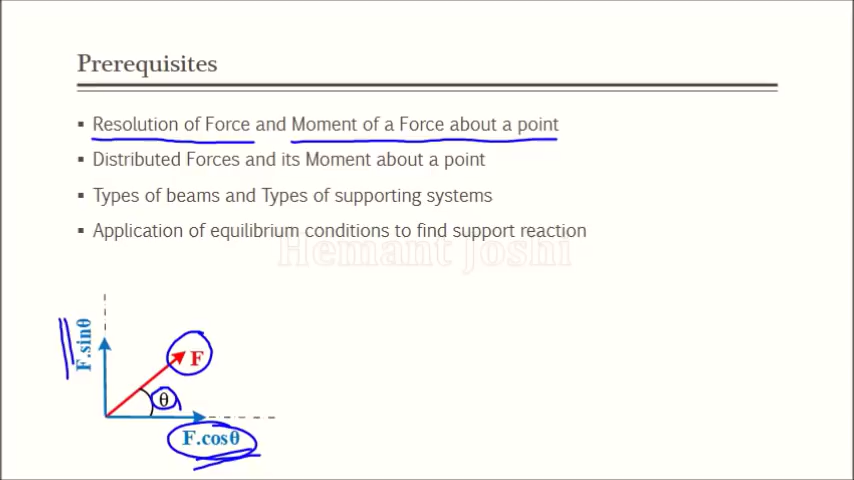 Prerequisites
▪ Resolution of Force and Moment of a Force about a point
▪ Distributed Forces and its Moment about a point
▪ Types of beams and Types of supporting systems
▪ Application of equilibrium conditions to find support reaction
Hemant Joshi
F.sinθ
F
θ
F.cosθ